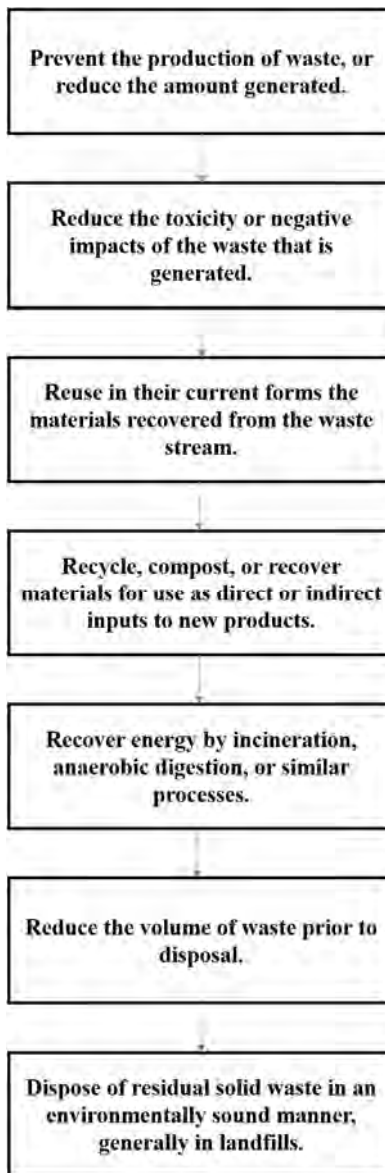 Prevent the production of waste, or
reduce the amount generated.
Reduce the toxicity or negative
impacts of the waste that is
generated.
Reuse in their current forms the
materials recovered from the waste
stream.
Recycle, compost, or recover
materials for use as direct or indirect
inputs to new products.
Recover energy by incineration,
anaerobic digestion, or similar
processes.
Reduce the volume of waste prior to
disposal.
Dispose of residual solid waste in an
environmentally sound manner,
generally in landfills.